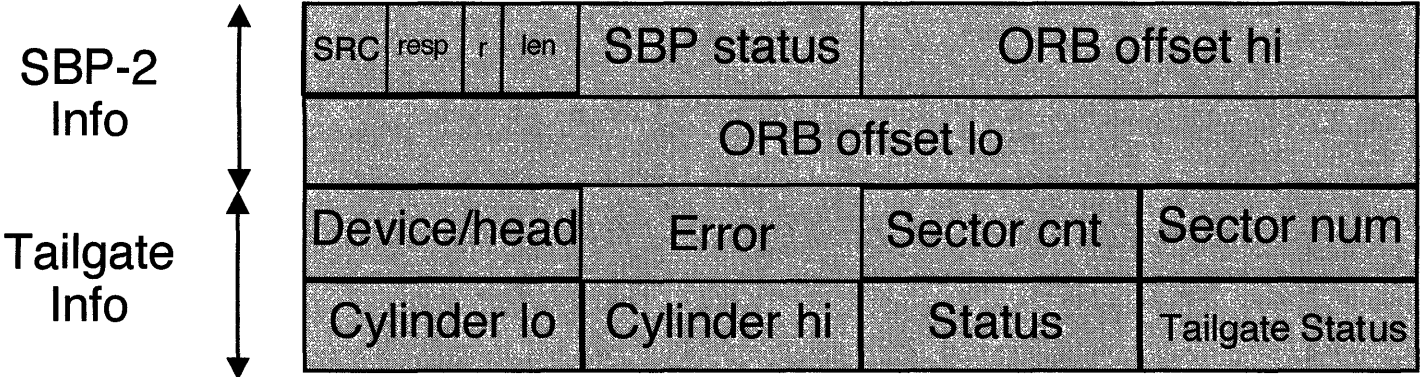 SBP-2
Info
SRC resp r len SBP status ORB offset hi
ORB offset lo
Tailgate
Info
Device/head Error Sector cnt Sector num
Cylinder lo Cylinder hi Status Tailgate Status